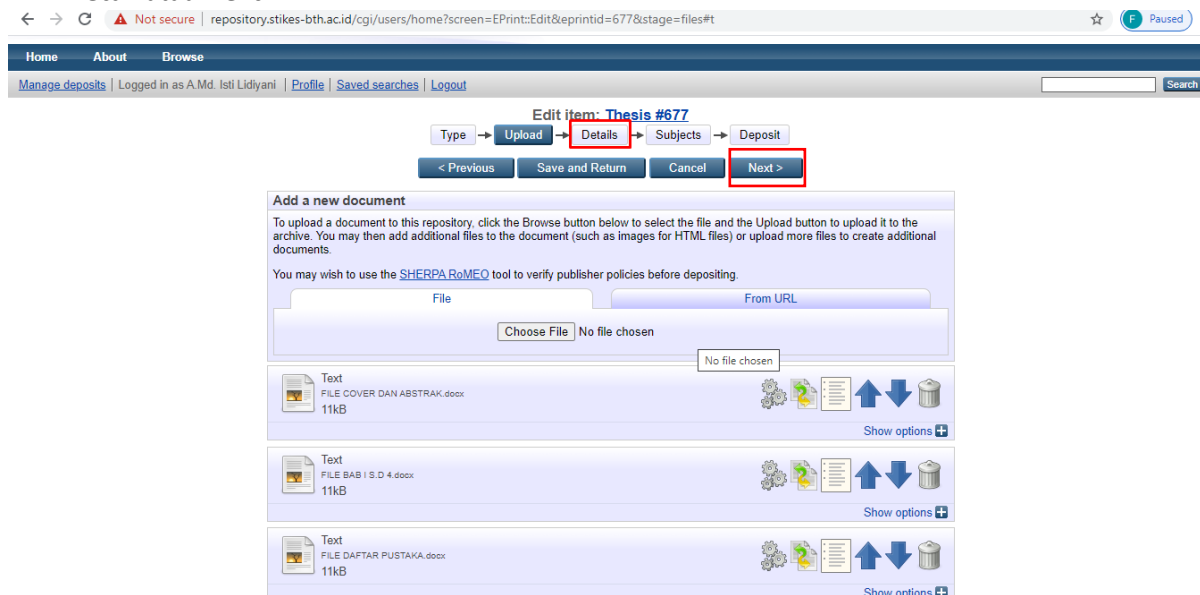 Not secure | repository.stikes-bth.ac.id/cgi/users/home?screen=EPrint::Edit&eprintid=677&stage=files#t
F Paused
Home About Browse
Manage deposits | Logged in as A.Md. Isti Lidiyani | Profile | Saved searches | Logout
Search
Edit item: Thesis #677
Type Upload Details Subjects Deposit
< Previous Save and Return Cancel Next >
Add a new document
To upload a document to this repository, click the Browse button below to select the file and the Upload button to upload it to the
archive. You may then add additional files to the document (such as images for HTML files) or upload more files to create additional
documents.
You may wish to use the SHERPA RoMEO tool to verify publisher policies before depositing.
File From URL
Choose File No file chosen
No file chosen
Text
FILE COVER DAN ABSTRAK.docx
11kB
Show options
Text
FILE BAB I S.D 4.docx
11kB
Show options
Text
FILE DAFTAR PUSTAKA.docx
11kB
Show options